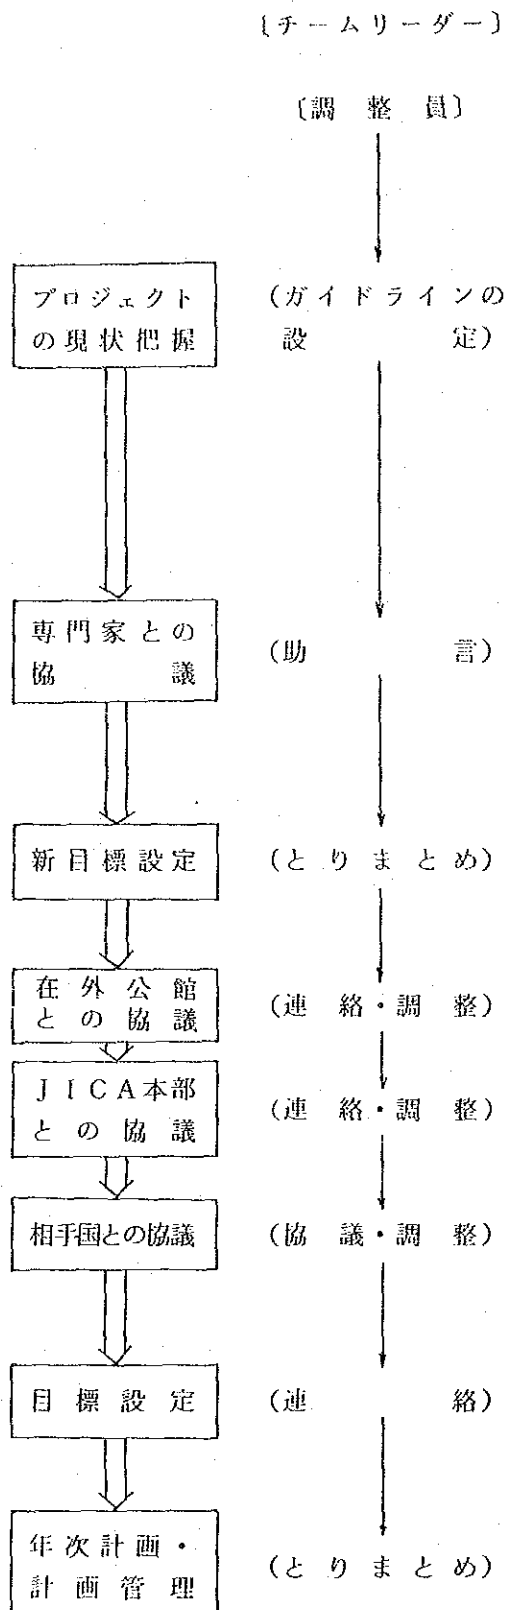 〔チームリーダー〕
〔調整員〕
プロジェクト
の現状把握
(ガイドラインの
設定)
専門家との
協議
(助言)
新目標設定
(とりまとめ)
在外公館
との協議
(連絡・調整)
JICA本部
との協議
(連絡・調整)
相手国との協議
(協議・調整)
目標設定
(連絡)
年次計画・
計画管理
(とりまとめ)